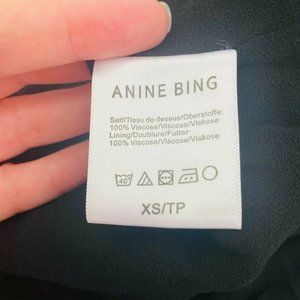 ANINE BING
Self/Tissu de dessus/Oberstoffe:
100% Viscose/Viscose/Viskose
Lining/Doublure/Futter
100% Viscose/Viscose/Viskose
40°
XS/TP